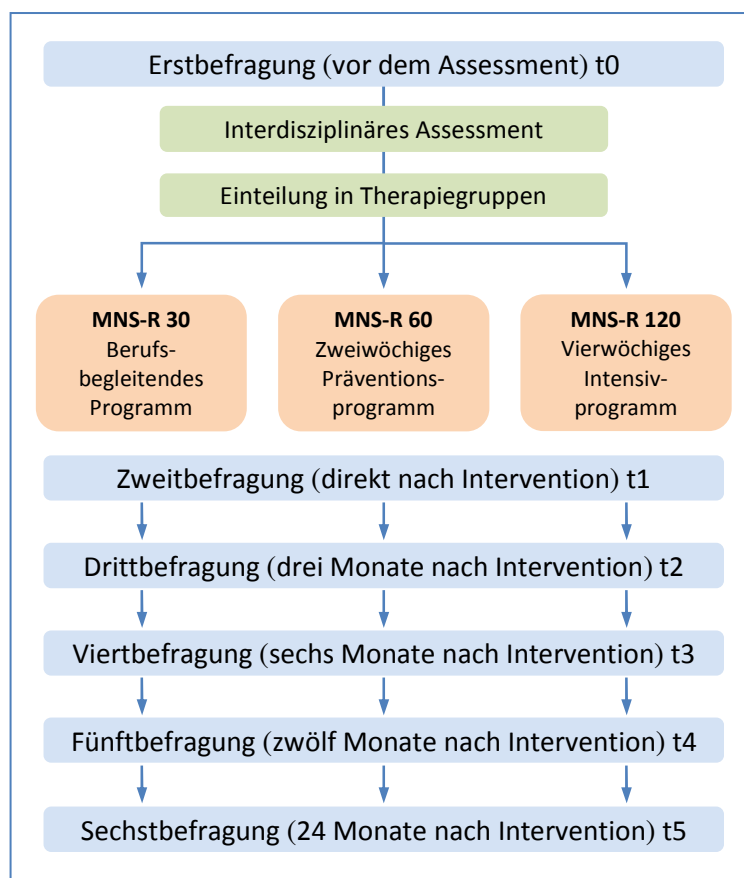 Erstbefragung (vor dem Assessment) t0
Interdisziplinäres Assessment
Einteilung in Therapiegruppen
MNS-R 30
Berufs-
begleitendes
Programm
MNS-R 60
Zweiwöchiges
Präventions-
programm
MNS-R 120
Vierwöchiges
Intensiv-
programm
Zweitbefragung (direkt nach Intervention) t1
Drittbefragung (drei Monate nach Intervention) t2
Viertbefragung (sechs Monate nach Intervention) t3
Fünftbefragung (zwölf Monate nach Intervention) t4
Sechstbefragung (24 Monate nach Intervention) t5